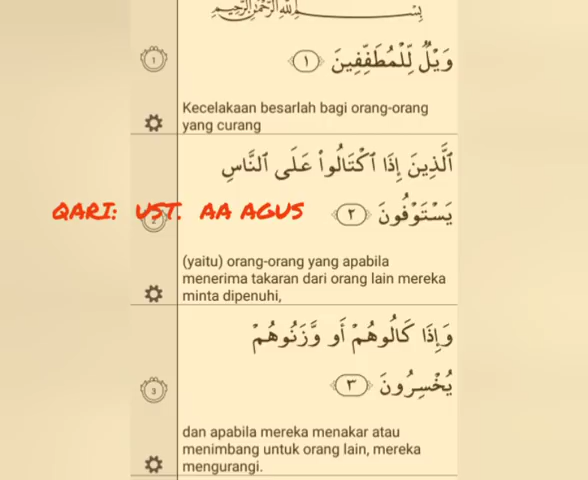 بِسْمِ اللَّهِ الرَّحْمَٰنِ الرَّحِيمِ
1
وَيْلٌ لِّلْمُطَفِّفِينَ ١
Kecelakaan besarlah bagi orang-orang
yang curang
ٱلَّذِينَ إِذَا ٱكْتَالُوا۟ عَلَى ٱلنَّاسِ
QARI: UST. AA AGUS
يَسْتَوْفُونَ ٢
(yaitu) orang-orang yang apabila
menerima takaran dari orang lain mereka
minta dipenuhi,
وَإِذَا كَالُوهُمْ أَو وَّزَنُوهُمْ
3
يُخْسِرُونَ ٣
dan apabila mereka menakar atau
menimbang untuk orang lain, mereka
mengurangi.